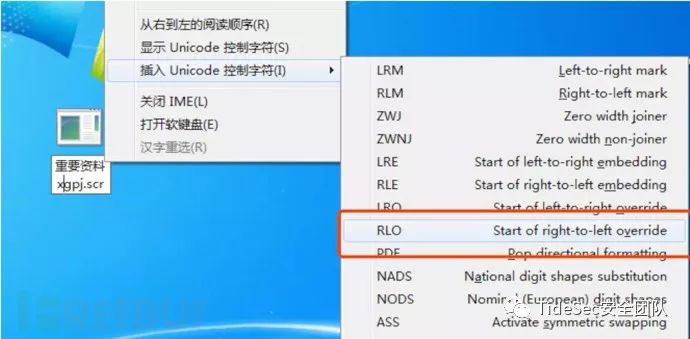 从右到左的阅读顺序(R)
显示 Unicode 控制字符(S)
插入 Unicode 控制字符(I)
关闭 IME(L)
打开软键盘(E)
汉字重选(R)
重要资料
xgpj.scr
LRM Left-to-right mark
RLM Right-to-left mark
ZWJ Zero width joiner
ZWNJ Zero width non-joiner
LRE Start of left-to-right embedding
RLE Start of right-to-left embedding
LRO Start of left-to-right override
RLO Start of right-to-left override
PDF Pop directional formatting
NADS National digit shapes substitution
NODS Nominal (European) digit shapes
ASS Activate symmetric swapping
TideSec安全团队
REEBUF